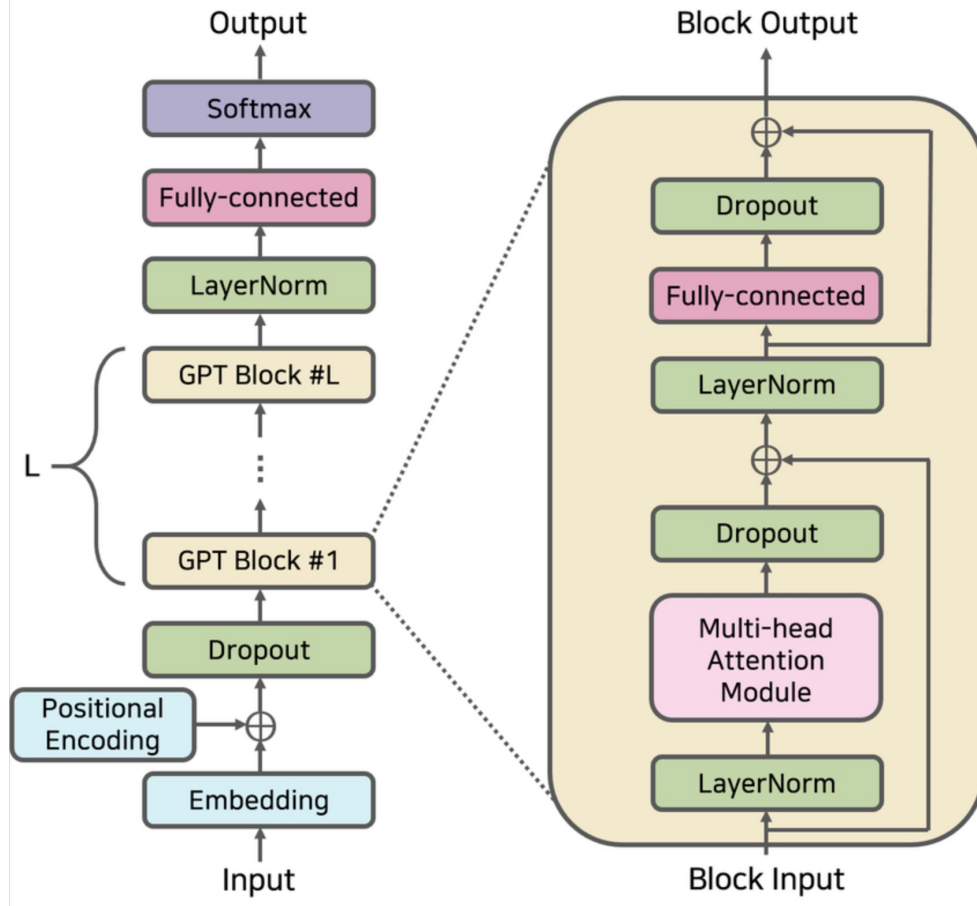 Output
Softmax
Fully-connected
LayerNorm
GPT Block #L
L
GPT Block #1
Dropout
Positional
Encoding
Embedding
Input
Block Output
Dropout
Fully-connected
LayerNorm
Dropout
Multi-head
Attention
Module
LayerNorm
Block Input